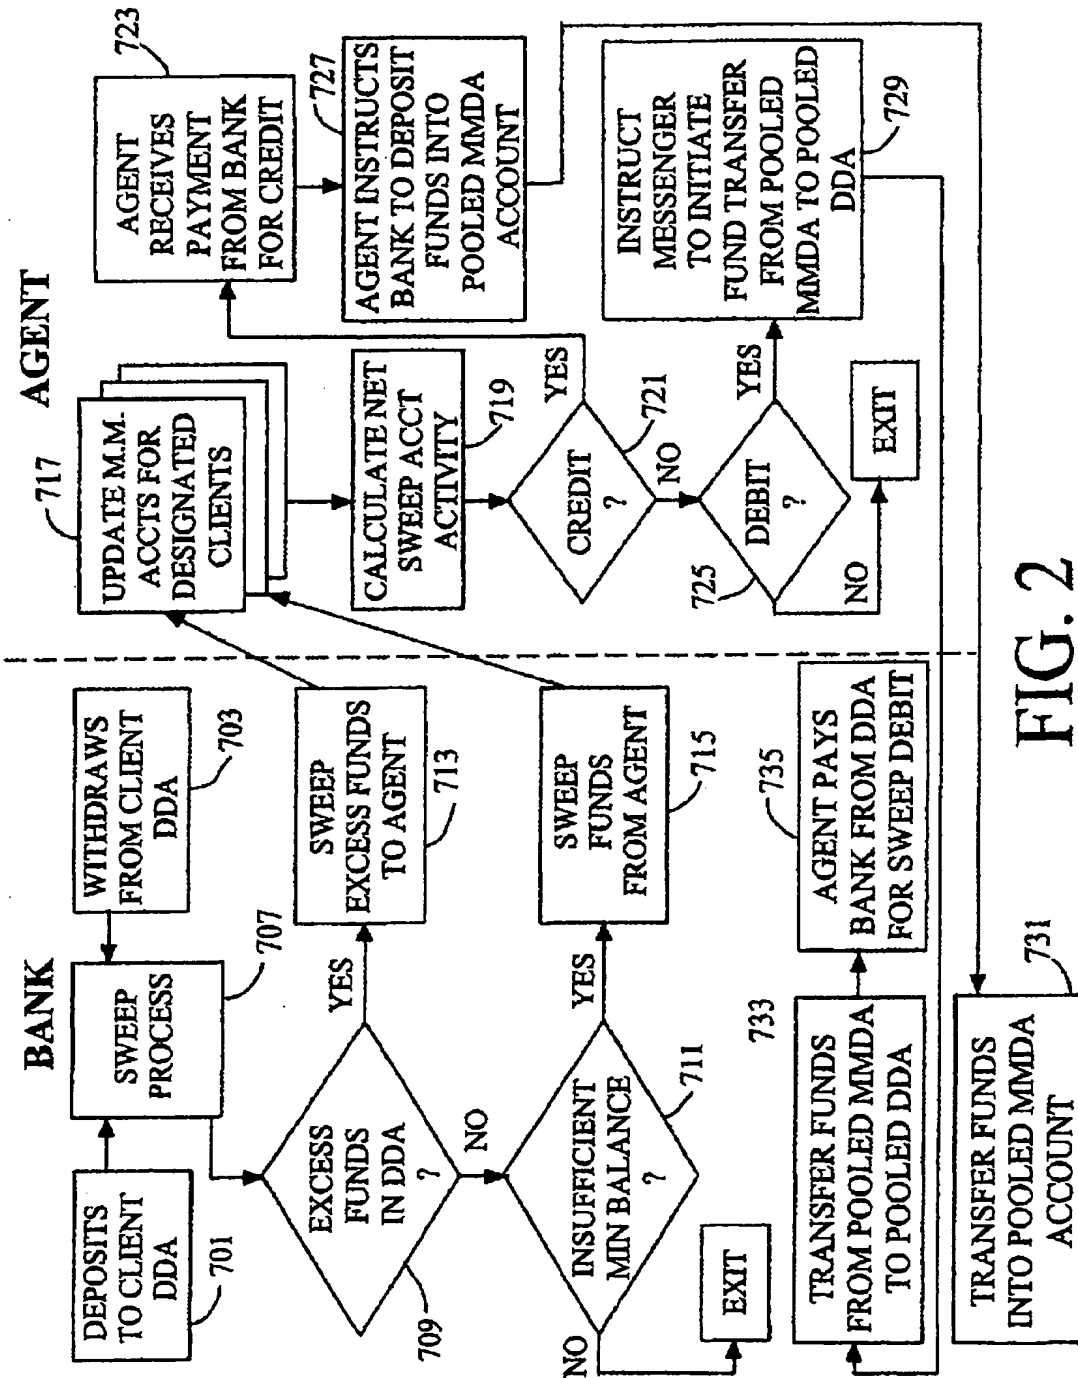 BANK
DEPOSITS
TO CLIENT
DDA
701
SWEEP
PROCESS
707
WITHDRAWS
FROM CLIENT
DDA
703
EXCESS
FUNDS
IN DDA
?
709
YES
NO
SWEEP
EXCESS FUNDS
TO AGENT
713
INSUFFICIENT
MIN BALANCE
?
711
YES
NO
EXIT
SWEEP
FUNDS
FROM AGENT
715
TRANSFER FUNDS
FROM POOLED MMDA
TO POOLED DDA
733
AGENT PAYS
BANK FROM DDA
FOR SWEEP DEBIT
735
TRANSFER FUNDS
INTO POOLED MMDA
ACCOUNT
731
AGENT
717
UPDATE M.M.
ACCTS FOR
DESIGNATED
CLIENTS
CALCULATE NET
SWEEP ACCT
ACTIVITY
719
CREDIT
?
721
YES
NO
DEBIT
?
725
YES
NO
EXIT
AGENT
RECEIVES
PAYMENT
FROM BANK
FOR CREDIT
723
AGENT INSTRUCTS
BANK TO DEPOSIT
FUNDS INTO
POOLED MMDA
ACCOUNT
727
INSTRUCT
MESSENGER
TO INITIATE
FUND TRANSFER
FROM POOLED
MMDA TO POOLED
DDA
729
FIG. 2